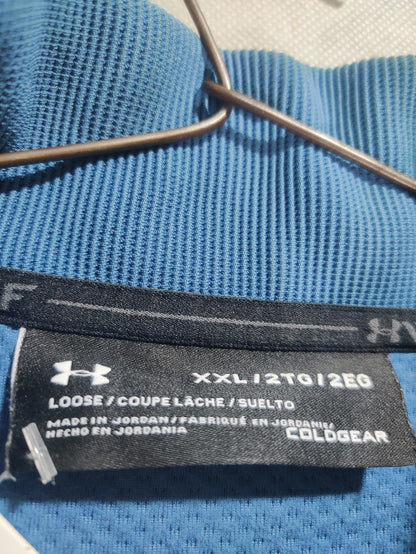 XXL / 2TG / 2EG
LOOSE / COUPE LÂCHE / SUELTO
MADE IN JORDAN / FABRIQUÉ EN JORDANIE/
HECHO EN JORDANIA
COLDGEAR